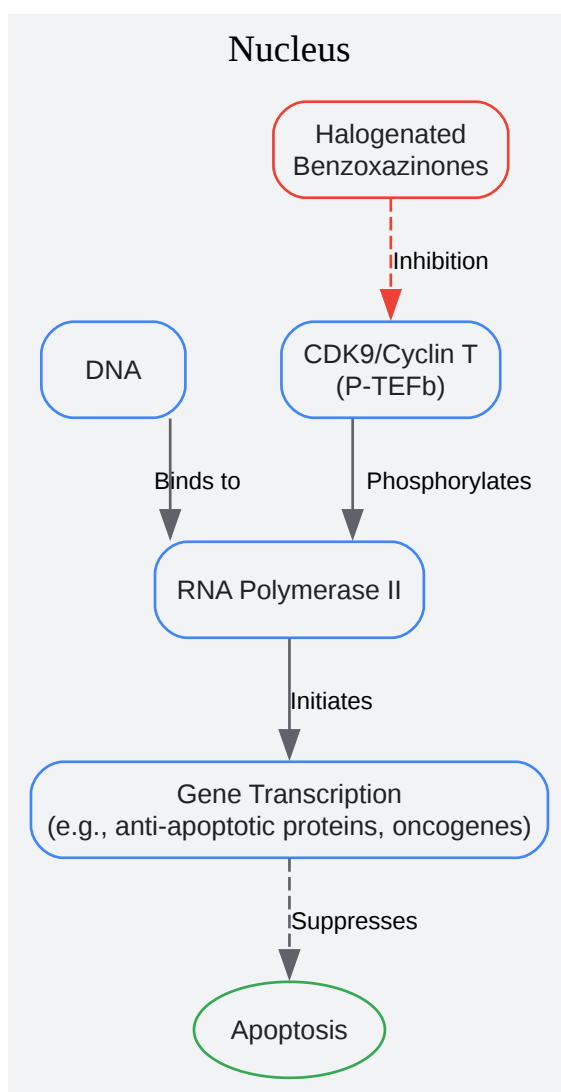 Nucleus
Halogenated
Benzoxazinones
Inhibition
DNA
CDK9/Cyclin T
(P-TEFb)
Binds to
Phosphorylates
RNA Polymerase II
Initiates
Gene Transcription
(e.g., anti-apoptotic proteins, oncogenes)
Suppresses
Apoptosis